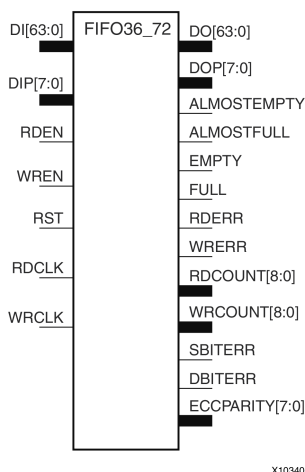 FIFO36_72
DI[63:0]
DIP[7:0]
RDEN
WREN
RST
RDCLK
WRCLK
DO[63:0]
DOP[7:0]
ALMOSTEMPTY
ALMOSTFULL
EMPTY
FULL
RDERR
WRERR
RDCOUNT[8:0]
WRCOUNT[8:0]
SBITERR
DBITERR
ECCPARITY[7:0]
X10340